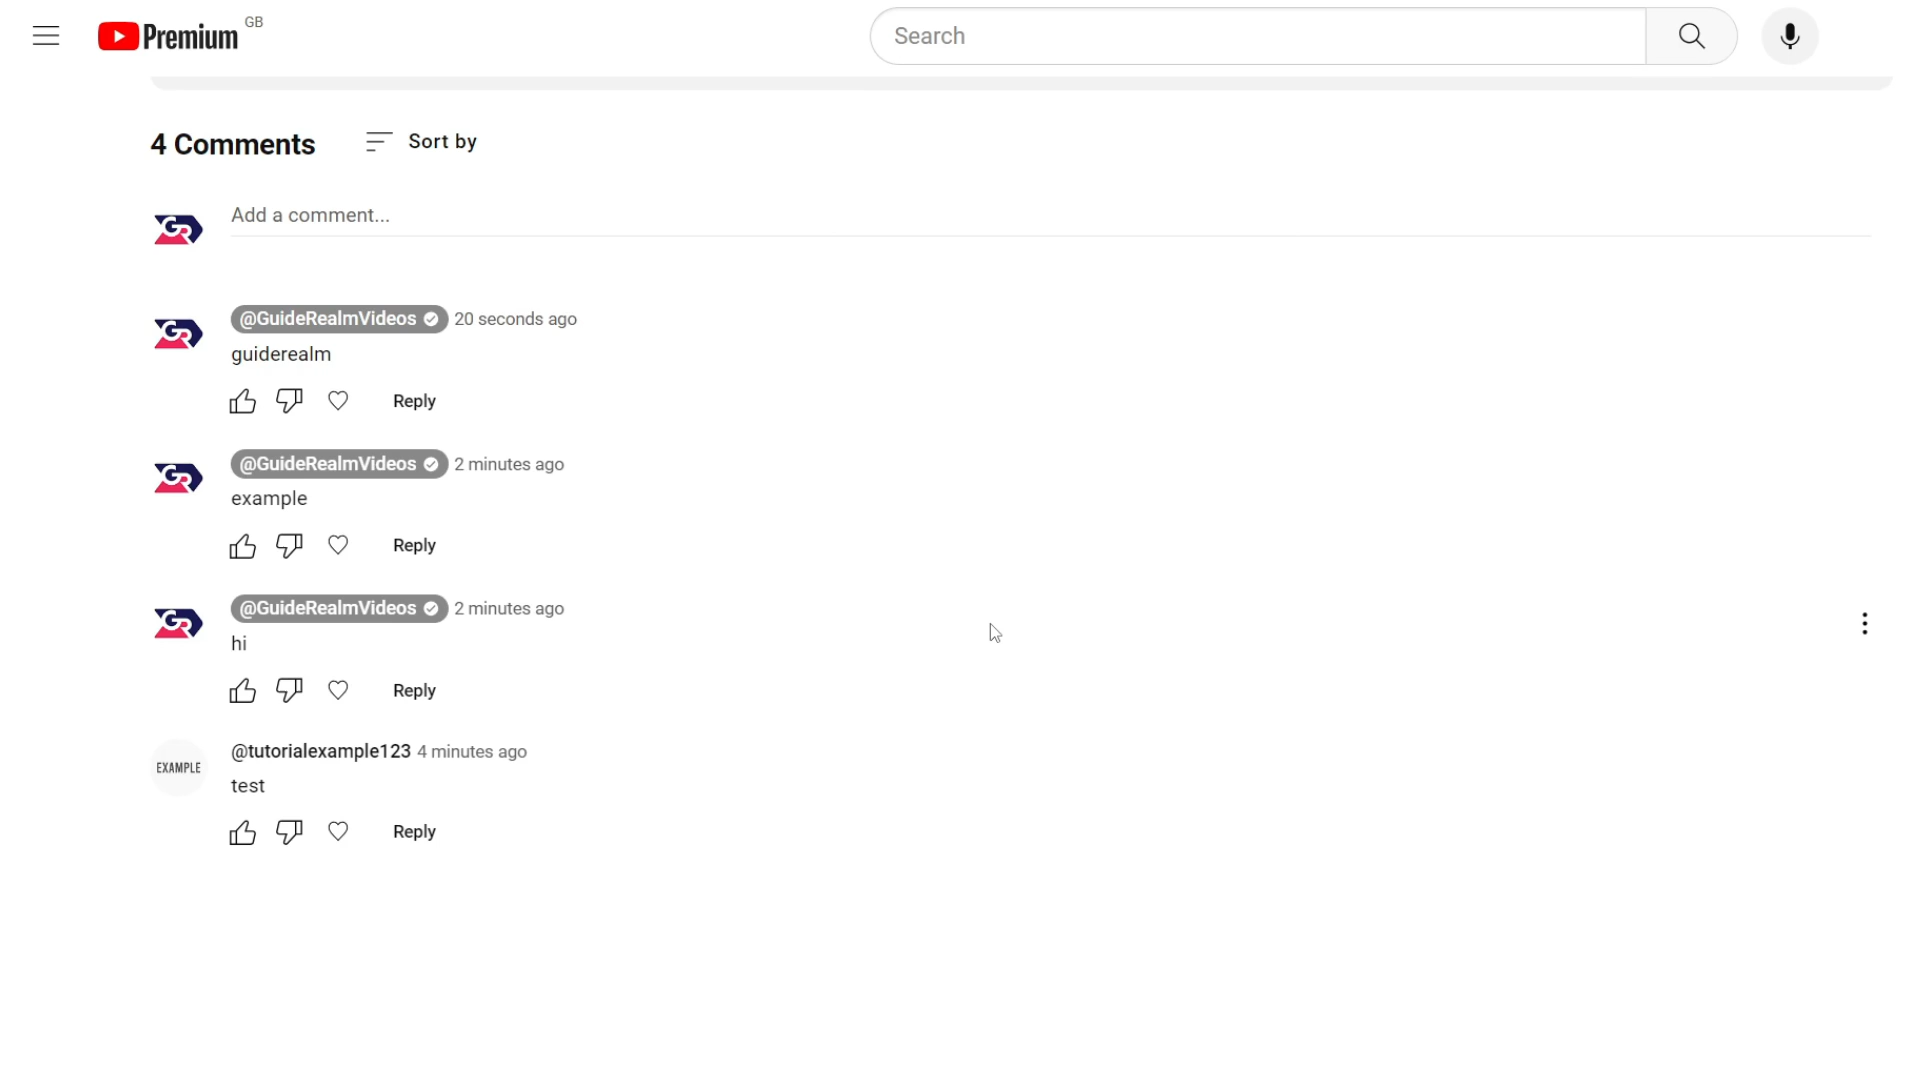 Premium GB
Search
4 Comments Sort by
Add a comment...
@GuideRealmVideos 20 seconds ago
guiderealm
Reply
@GuideRealmVideos 2 minutes ago
example
Reply
@GuideRealmVideos 2 minutes ago
hi
Reply
EXAMPLE
@tutorialexample123 4 minutes ago
test
Reply